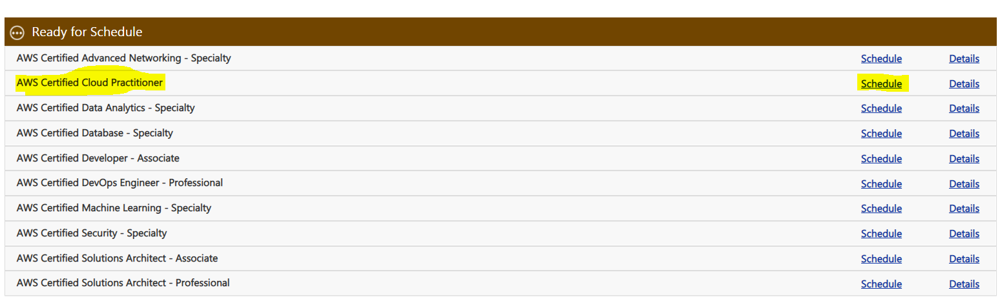 Ready for Schedule
AWS Certified Advanced Networking - Specialty Schedule Details
AWS Certified Cloud Practitioner Schedule Details
AWS Certified Data Analytics - Specialty Schedule Details
AWS Certified Database - Specialty Schedule Details
AWS Certified Developer - Associate Schedule Details
AWS Certified DevOps Engineer - Professional Schedule Details
AWS Certified Machine Learning - Specialty Schedule Details
AWS Certified Security - Specialty Schedule Details
AWS Certified Solutions Architect - Associate Schedule Details
AWS Certified Solutions Architect - Professional Schedule Details